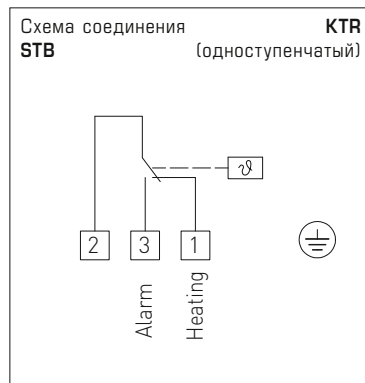 Схема соединения KTR
STB (одноступенчатый)
ϑ
2 3 1
Alarm
Heating